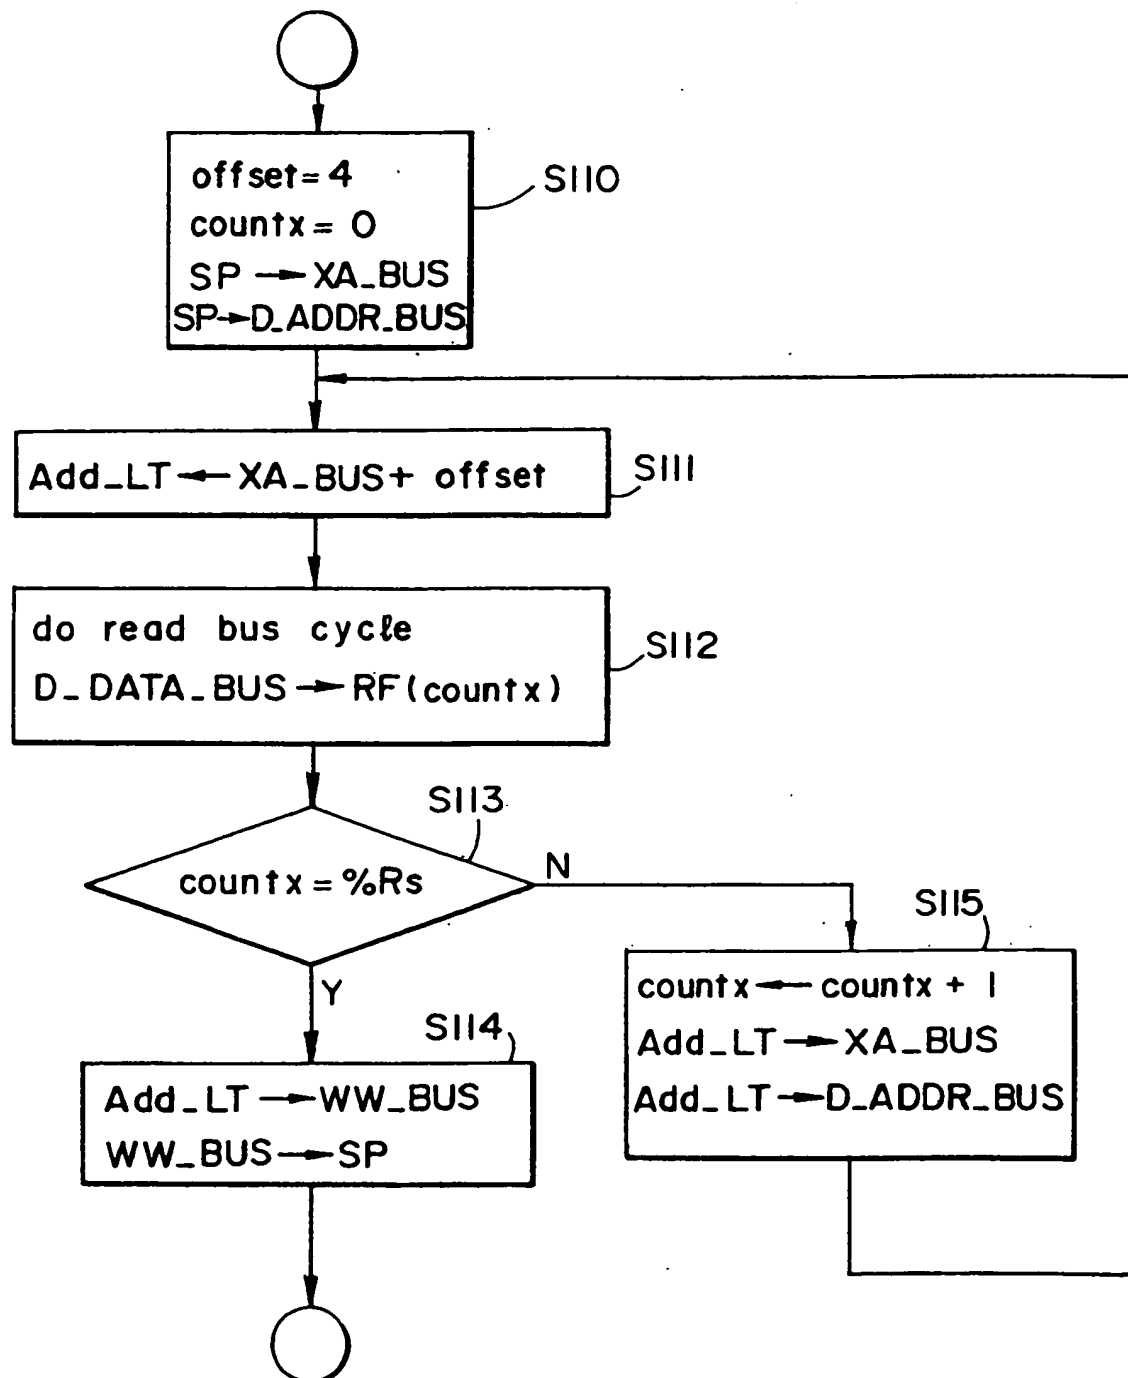 offset=4
countx=0
SP → XA_BUS
SP→D_ADDR_BUS
S110
Add_LT ← XA_BUS+ offset
S111
do read bus cycle
D_DATA_BUS → RF(countx)
S112
S113
countx = %Rs
N
Y
S115
countx ← countx + 1
Add_LT → XA_BUS
Add_LT → D_ADDR_BUS
S114
Add_LT → WW_BUS
WW_BUS → SP